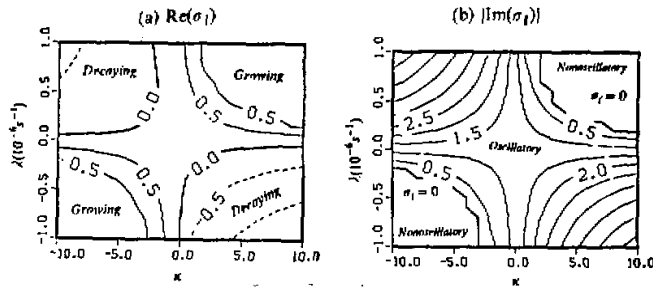 (a) Re(σ₁)
(b) |Im(σ₁)|
1.0
0.5
0.0
-0.5
-1.0
λ(10⁻⁶s⁻¹)
Decaying
Growing
0.0
0.5
0.5
0.5
0.5
0.0
-0.5
Growing
Decaying
-10.0
-5.0
0.0
5.0
10.0
κ
1.0
0.5
0.0
-0.5
-1.0
λ(10⁻⁶s⁻¹)
Nonoscillatory
σᵢ = 0
2.5
1.5
0.5
Oscillatory
0.5
2.0
σᵢ = 0
Nonoscillatory
-10.0
-5.0
0.0
5.0
10.0
κ